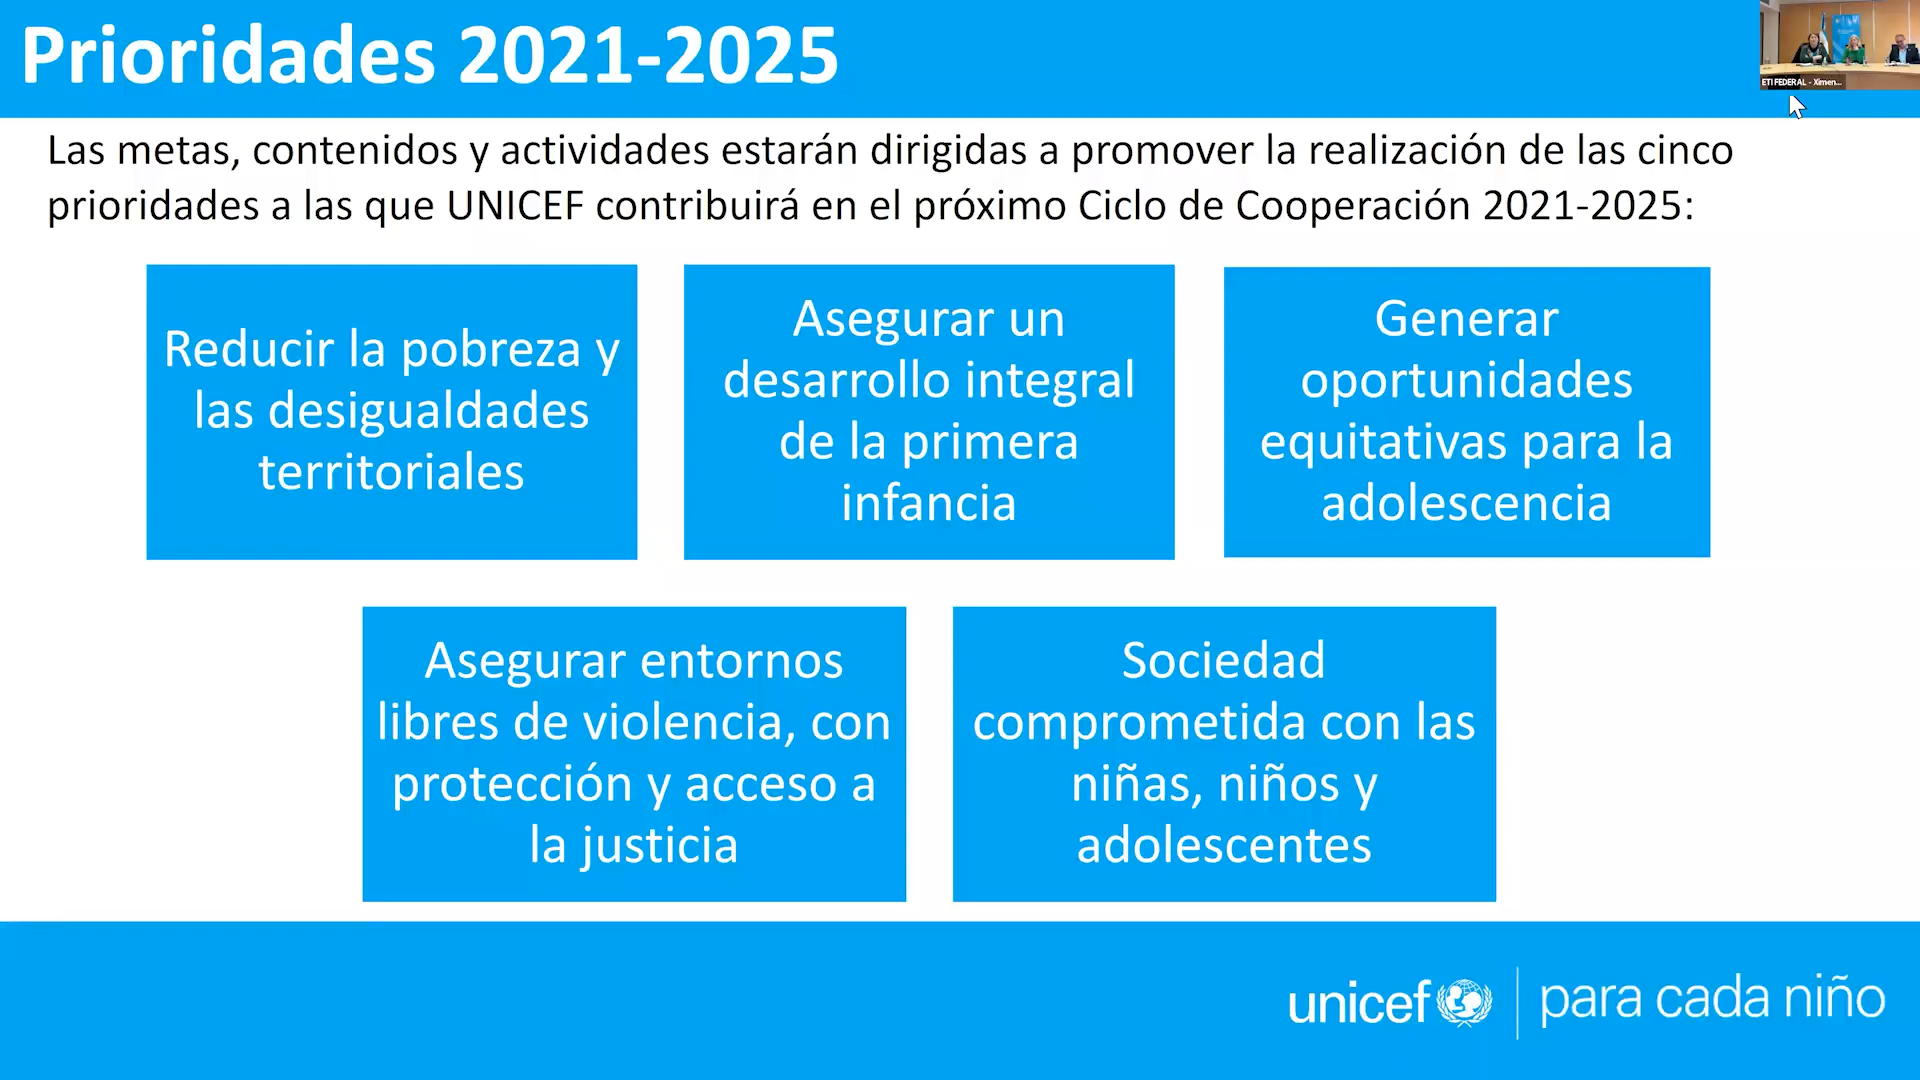 Prioridades 2021-2025
ETI FEDERAL - Ximen...
Las metas, contenidos y actividades estarán dirigidas a promover la realización de las cinco
prioridades a las que UNICEF contribuirá en el próximo Ciclo de Cooperación 2021-2025:
Reducir la pobreza y
las desigualdades
territoriales
Asegurar un
desarrollo integral
de la primera
infancia
Generar
oportunidades
equitativas para la
adolescencia
Asegurar entornos
libres de violencia, con
protección y acceso a
la justicia
Sociedad
comprometida con las
niñas, niños y
adolescentes
unicef para cada niño